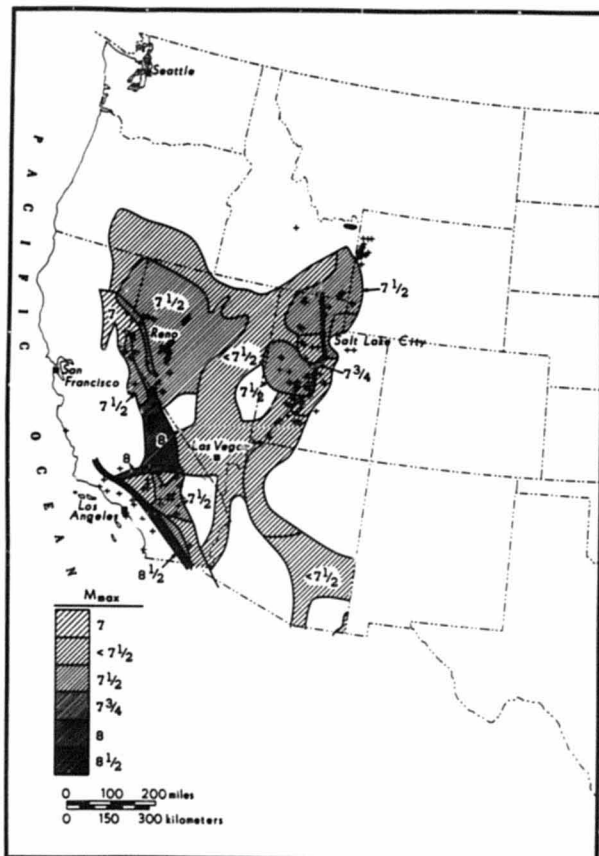 Seattle
PACIFIC OCEAN
7 1/2
7
7 1/2
Reno
Salt Lake City
<7 1/2
San
Francisco
7 3/4
7 1/2
7 1/2
8
Las Vegas
8
7 1/2
Los
Angeles
8 1/2
<7 1/2
Mmax
7
<7 1/2
7 1/2
7 3/4
8
8 1/2
0 100 200 miles
0 150 300 kilometers